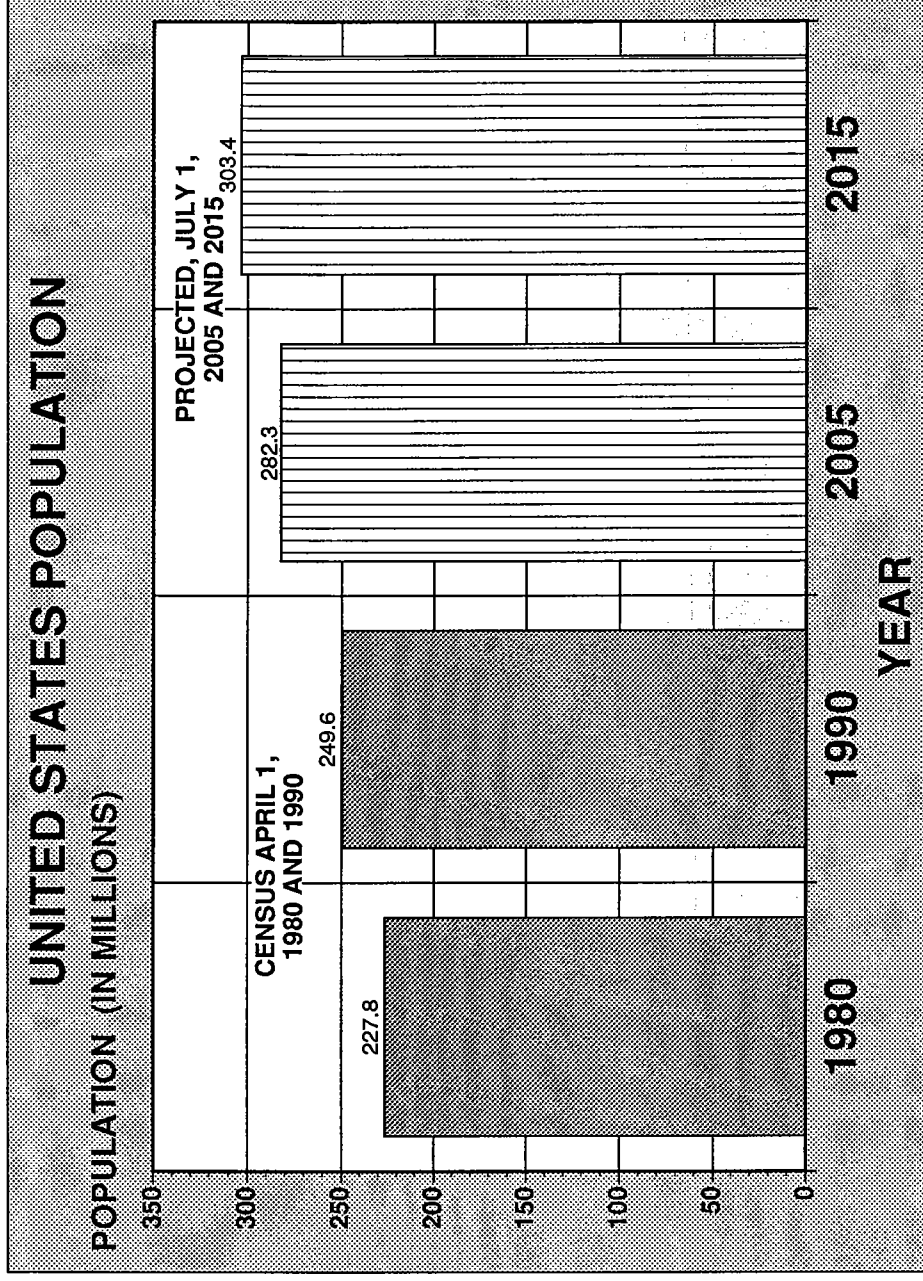 UNITED STATES POPULATION
POPULATION (IN MILLIONS)
350
300
250
200
150
100
50
0
CENSUS APRIL 1,
1980 AND 1990
PROJECTED, JULY 1,
2005 AND 2015
227.8
249.6
282.3
303.4
1980
1990
2005
2015
YEAR